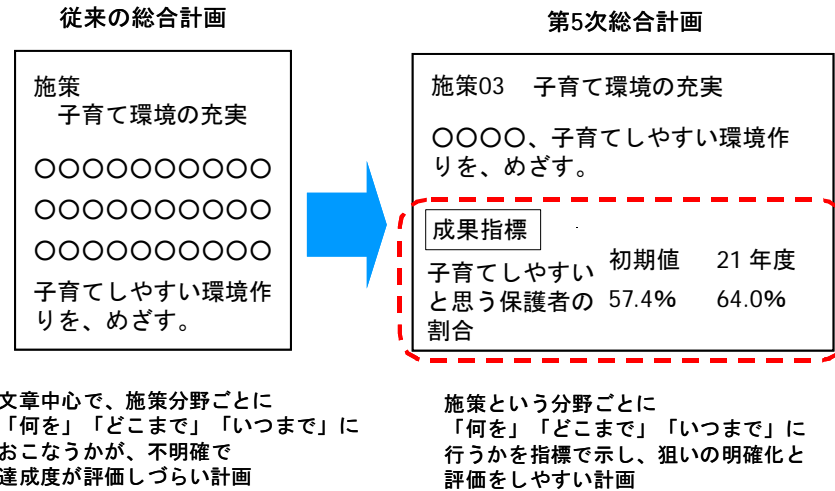 従来の総合計画
施策
子育て環境の充実
〇〇〇〇〇〇〇〇〇〇
〇〇〇〇〇〇〇〇〇〇
〇〇〇〇〇〇〇〇〇〇
子育てしやすい環境作
りを、めざす。
文章中心で、施策分野ごとに
「何を」「どこまで」「いつまで」に
おこなうかが、不明確で
達成度が評価しづらい計画
第5次総合計画
施策03 子育て環境の充実
〇〇〇〇、子育てしやすい環境作
りを、めざす。
成果指標
初期値 21 年度
子育てしやすい
と思う保護者の 57.4% 64.0%
割合
施策という分野ごとに
「何を」「どこまで」「いつまで」に
行うかを指標で示し、狙いの明確化と
評価をしやすい計画